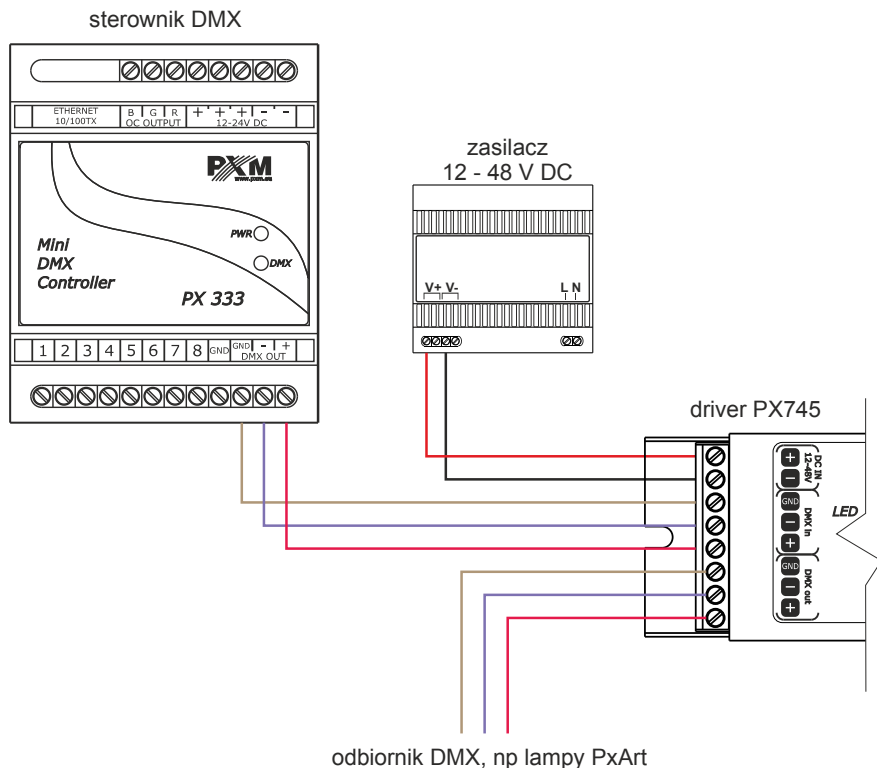 sterownik DMX
ETHERNET
10/100TX
B G R + + + - -
OC OUTPUT 12-24V DC
PXM
www.pxm.eu
PWR
DMX
Mini
DMX
Controller
PX 333
1 2 3 4 5 6 7 8 GND GND - +
DMX OUT
zasilacz
12 - 48 V DC
V+ V- L N
driver PX745
+
-
DC IN
12-48V
GND
-
+
DMX in
GND
-
+
DMX out
LED
odbiornik DMX, np lampy PxArt